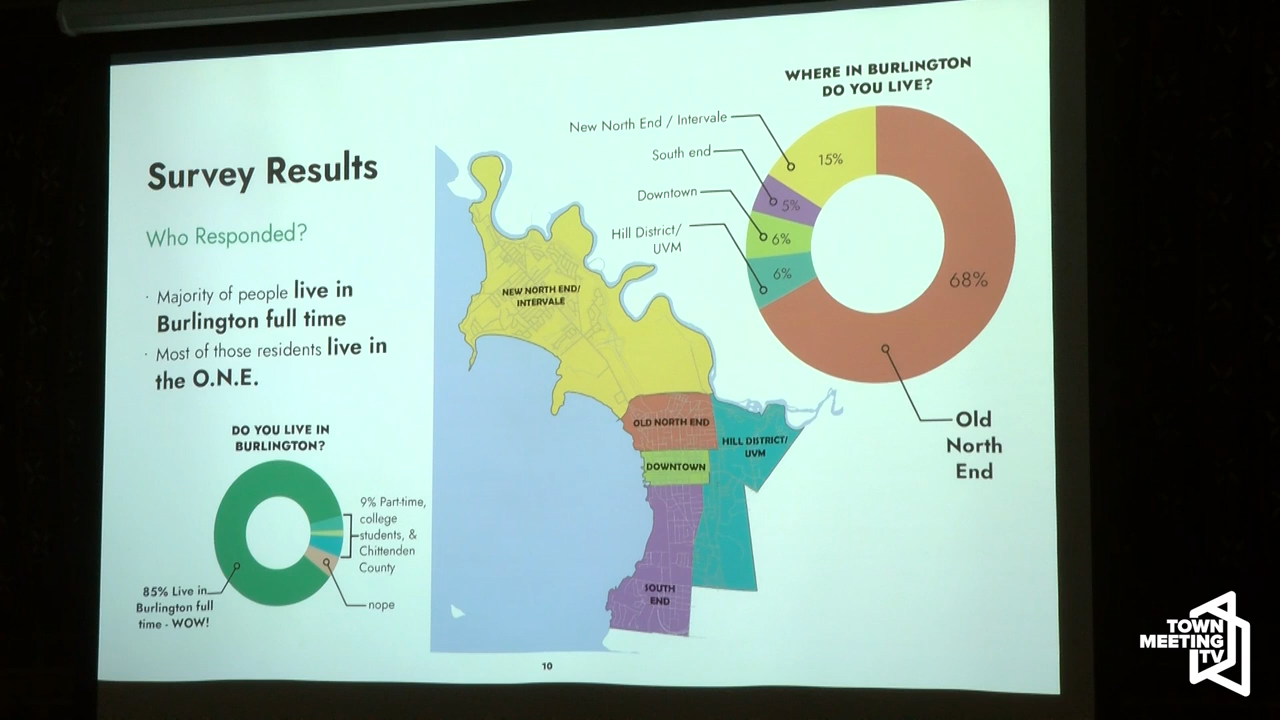 Survey Results
Who Responded?
· Majority of people live in
Burlington full time
· Most of those residents live in
the O.N.E.
DO YOU LIVE IN
BURLINGTON?
9% Part-time,
college
students, &
Chittenden
County
nope
85% Live in
Burlington full
time - WOW!
NEW NORTH END/
INTERVALE
OLD NORTH END
HILL DISTRICT/
UVM
DOWNTOWN
SOUTH
END
WHERE IN BURLINGTON
DO YOU LIVE?
New North End / Intervale
South end
Downtown
Hill District/
UVM
15%
5%
6%
6%
68%
Old
North
End
10
TOWN
MEETING
TV